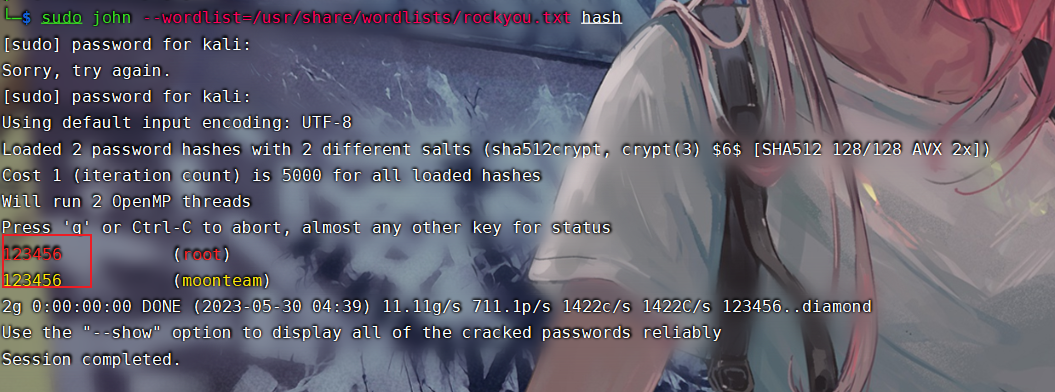 └─$ sudo john --wordlist=/usr/share/wordlists/rockyou.txt hash
[sudo] password for kali:
Sorry, try again.
[sudo] password for kali:
Using default input encoding: UTF-8
Loaded 2 password hashes with 2 different salts (sha512crypt, crypt(3) $6$ [SHA512 128/128 AVX 2x])
Cost 1 (iteration count) is 5000 for all loaded hashes
Will run 2 OpenMP threads
Press 'q' or Ctrl-C to abort, almost any other key for status
123456 (root)
123456 (moonteam)
2g 0:00:00:00 DONE (2023-05-30 04:39) 11.11g/s 711.1p/s 1422c/s 1422C/s 123456..diamond
Use the "--show" option to display all of the cracked passwords reliably
Session completed.